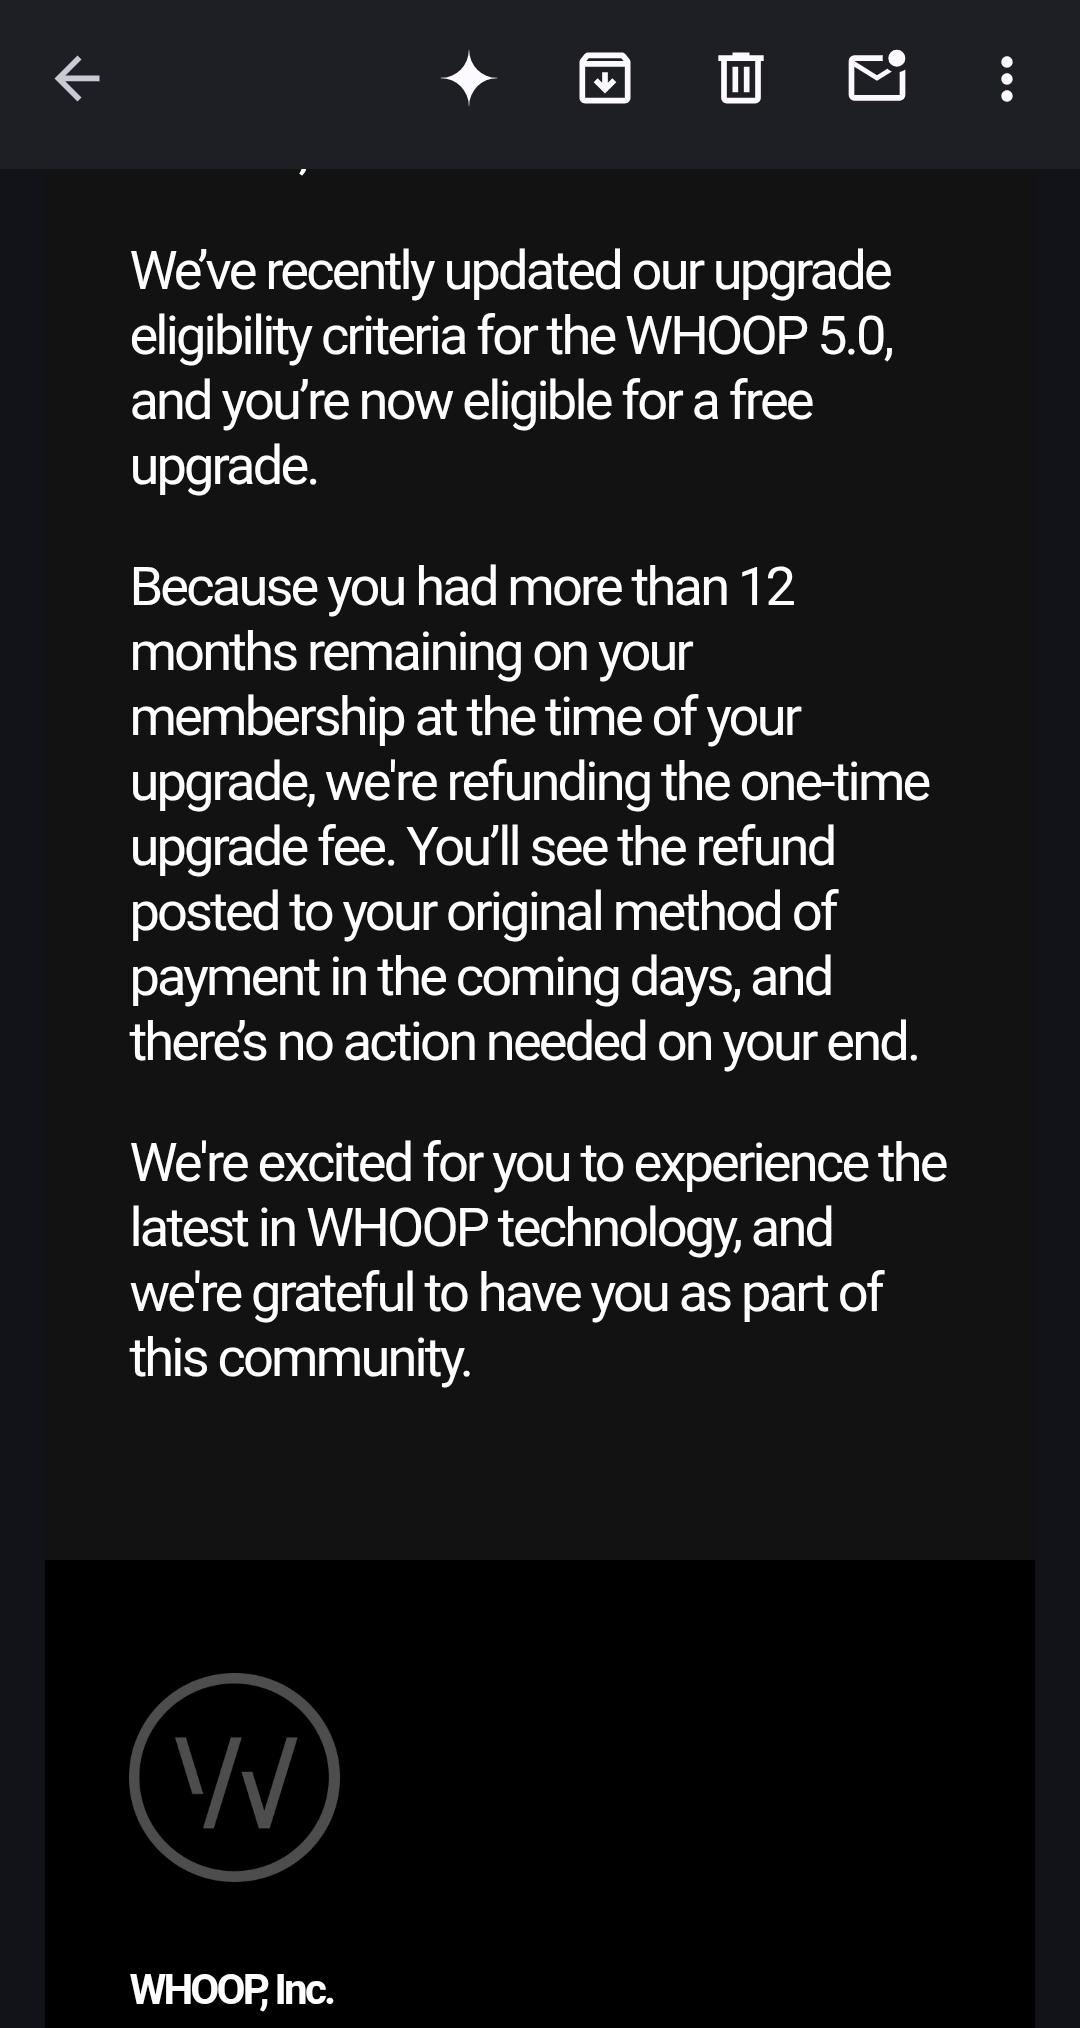 We’ve recently updated our upgrade
eligibility criteria for the WHOOP 5.0,
and you’re now eligible for a free
upgrade.
Because you had more than 12
months remaining on your
membership at the time of your
upgrade, we're refunding the one-time
upgrade fee. You’ll see the refund
posted to your original method of
payment in the coming days, and
there’s no action needed on your end.
We're excited for you to experience the
latest in WHOOP technology, and
we're grateful to have you as part of
this community.
W
WHOOP, Inc.